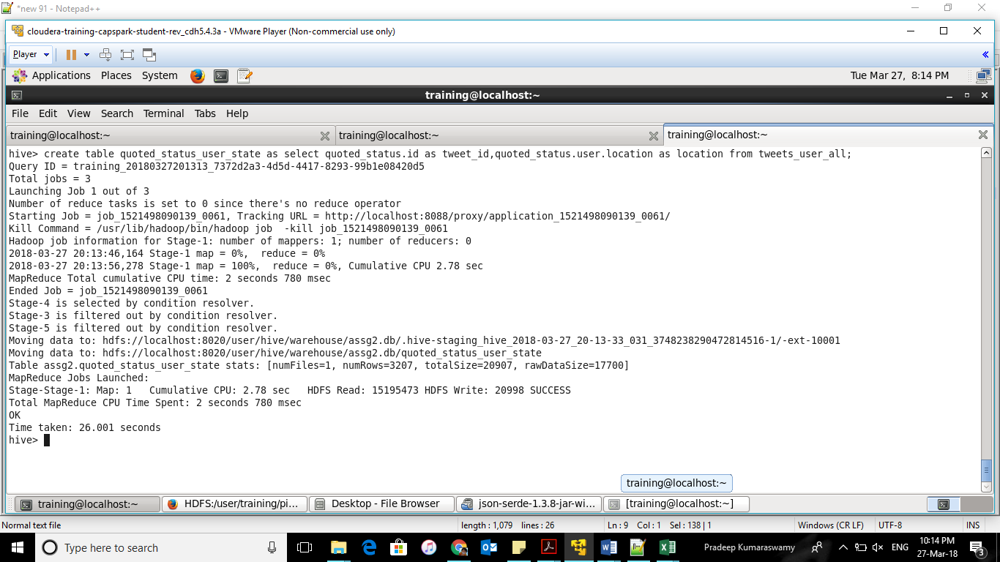 *new 91 - Notepad++
cloudera-training-capspark-student-rev_cdh5.4.3a - VMware Player (Non-commercial use only)
Player
Applications Places System Tue Mar 27, 8:14 PM
training@localhost:~
File Edit View Search Terminal Tabs Help
training@localhost:~ training@localhost:~ training@localhost:~
hive> create table quoted_status_user_state as select quoted_status.id as tweet_id,quoted_status.user.location as location from tweets_user_all;
Query ID = training_20180327201313_7372d2a3-4d5d-4417-8293-99b1e08420d5
Total jobs = 3
Launching Job 1 out of 3
Number of reduce tasks is set to 0 since there's no reduce operator
Starting Job = job_1521498090139_0061, Tracking URL = http://localhost:8088/proxy/application_1521498090139_0061/
Kill Command = /usr/lib/hadoop/bin/hadoop job  -kill job_1521498090139_0061
Hadoop job information for Stage-1: number of mappers: 1; number of reducers: 0
2018-03-27 20:13:46,164 Stage-1 map = 0%,  reduce = 0%
2018-03-27 20:13:56,278 Stage-1 map = 100%,  reduce = 0%, Cumulative CPU 2.78 sec
MapReduce Total cumulative CPU time: 2 seconds 780 msec
Ended Job = job_1521498090139_0061
Stage-4 is selected by condition resolver.
Stage-3 is filtered out by condition resolver.
Stage-5 is filtered out by condition resolver.
Moving data to: hdfs://localhost:8020/user/hive/warehouse/assg2.db/.hive-staging_hive_2018-03-27_20-13-33_031_3748238290472814516-1/-ext-10001
Moving data to: hdfs://localhost:8020/user/hive/warehouse/assg2.db/quoted_status_user_state
Table assg2.quoted_status_user_state stats: [numFiles=1, numRows=3207, totalSize=20907, rawDataSize=17700]
MapReduce Jobs Launched:
Stage-Stage-1: Map: 1   Cumulative CPU: 2.78 sec   HDFS Read: 15195473 HDFS Write: 20998 SUCCESS
Total MapReduce CPU Time Spent: 2 seconds 780 msec
OK
Time taken: 26.001 seconds
hive>
training@localhost:~
training@localhost:~ HDFS:/user/training/pi... Desktop - File Browser json-serde-1.3.8-jar-wi... [training@localhost:~]
Normal text file length : 1,079 lines : 26 Ln : 9 Col : 1 Sel : 138 | 1 Windows (CR LF) UTF-8 INS
Type here to search Pradeep Kumaraswamy ENG 10:14 PM
27-Mar-18 3